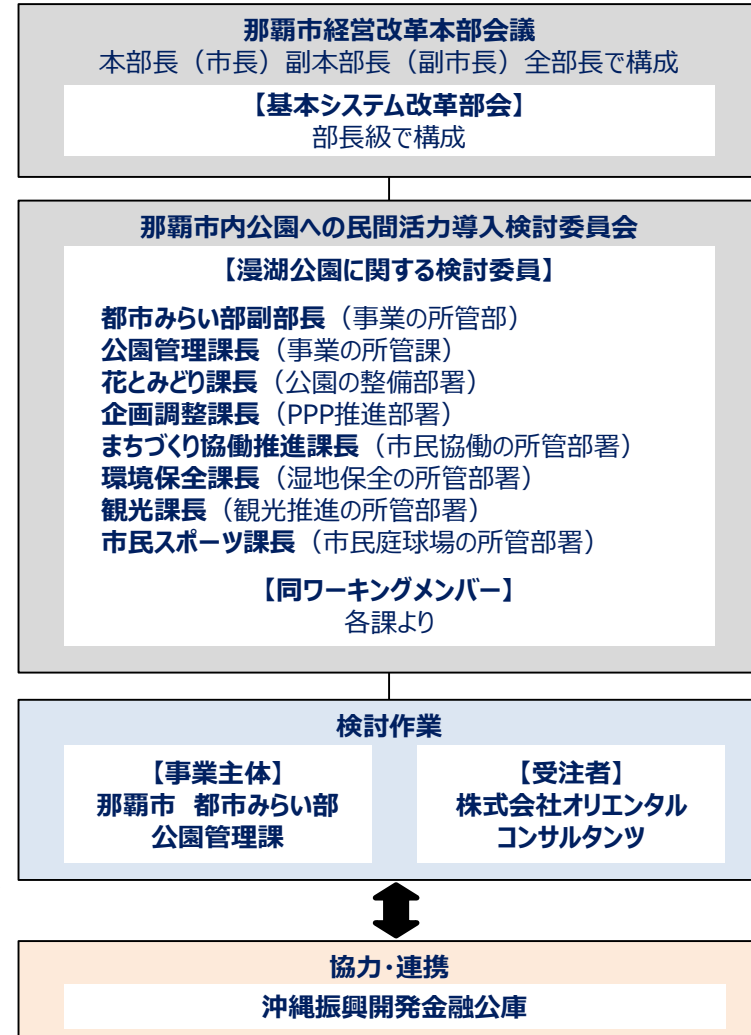 那覇市経営改革本部会議
本部長（市長）副本部長（副市長）全部長で構成
【基本システム改革部会】
部長級で構成
那覇市内公園への民間活力導入検討委員会
【漫湖公園に関する検討委員】
都市みらい部副部長（事業の所管部）
公園管理課長（事業の所管課）
花とみどり課長（公園の整備部署）
企画調整課長（PPP推進部署）
まちづくり協働推進課長（市民協働の所管部署）
環境保全課長（湿地保全の所管部署）
観光課長（観光推進の所管部署）
市民スポーツ課長（市民庭球場の所管部署）
【同ワーキングメンバー】
各課より
検討作業
【事業主体】
那覇市　都市みらい部
公園管理課
【受注者】
株式会社オリエンタル
コンサルタンツ
協力・連携
沖縄振興開発金融公庫